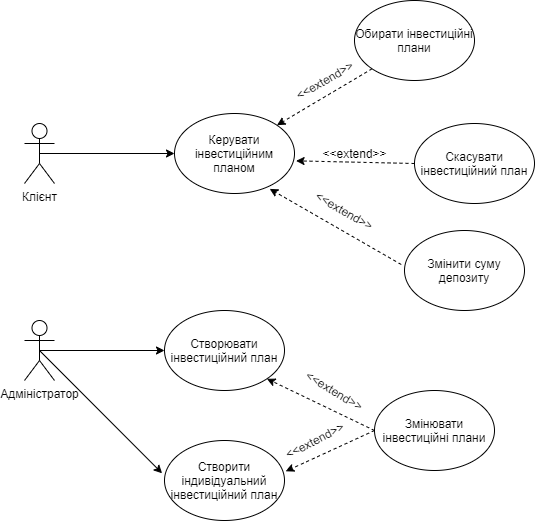 Обирати інвестиційні
плани
<<extend>>
Керувати
інвестиційним
планом
<<extend>>
Скасувати
інвестиційний план
Клієнт
<<extend>>
Змінити суму
депозиту
Створювати
інвестиційний план
Адміністратор
<<extend>>
Змінювати
інвестиційні плани
<<extend>>
Створити
індивідуальний
інвестиційний план